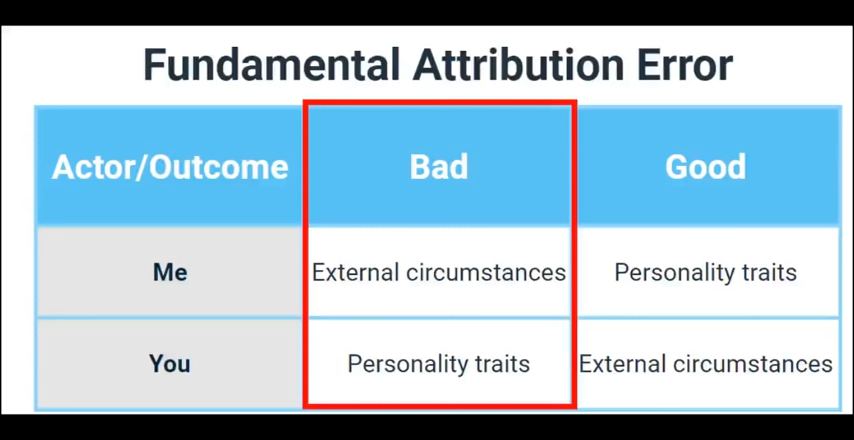 Fundamental Attribution Error
Actor/Outcome Bad Good
Me External circumstances Personality traits
You Personality traits External circumstances